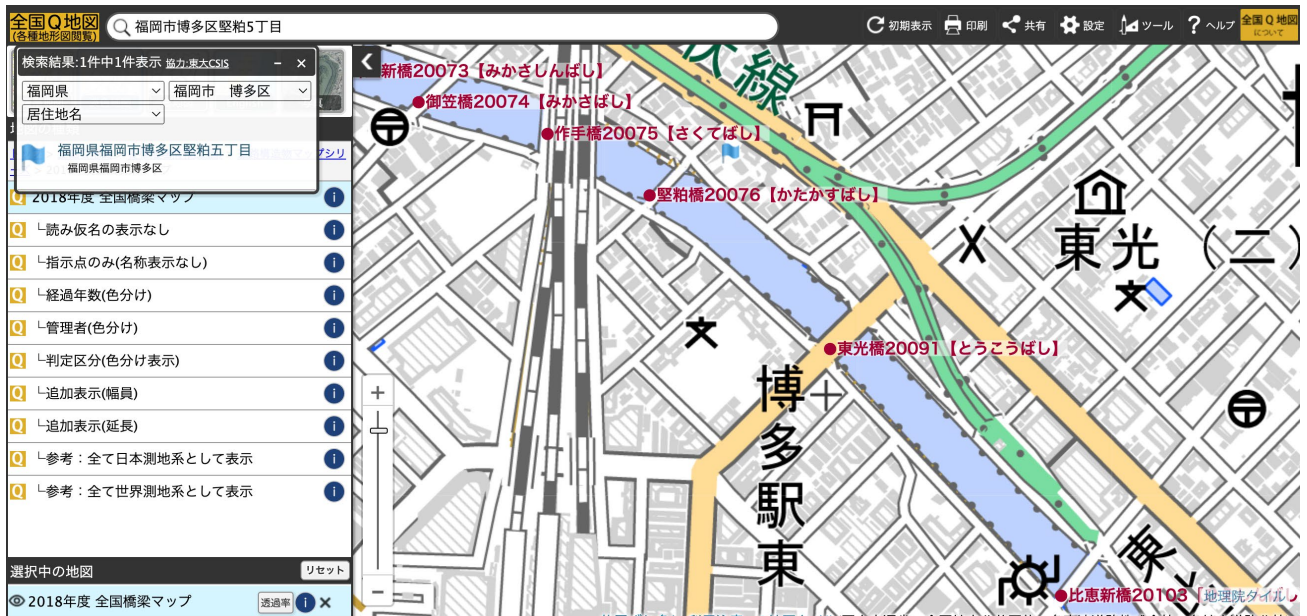 全国Q地図
(各種地形図閲覧)
福岡市博多区堅粕5丁目
初期表示
印刷
共有
設定
ツール
? ヘルプ
全国Q地図
について
検索結果:1件中1件表示 協力:東大CSIS
− ×
福岡県
福岡市 博多区
居住地名
福岡県福岡市博多区堅粕五丁目
福岡県福岡市博多区
プシリ
2018年度 全国橋梁マップ
└読み仮名の表示なし
└指示点のみ(名称表示なし)
└経過年数(色分け)
└管理者(色分け)
└判定区分(色分け表示)
└追加表示(幅員)
└追加表示(延長)
└参考:全て日本測地系として表示
└参考:全て世界測地系として表示
選択中の地図
リセット
2018年度 全国橋梁マップ
透過率
新橋20073【みかさしんばし】
御笠橋20074【みかさばし】
作手橋20075【さくてばし】
堅粕橋20076【かたかすばし】
東光橋20091【とうこうばし】
比恵新橋20103
地理院タイル
線
東光(二)
博多駅東
東